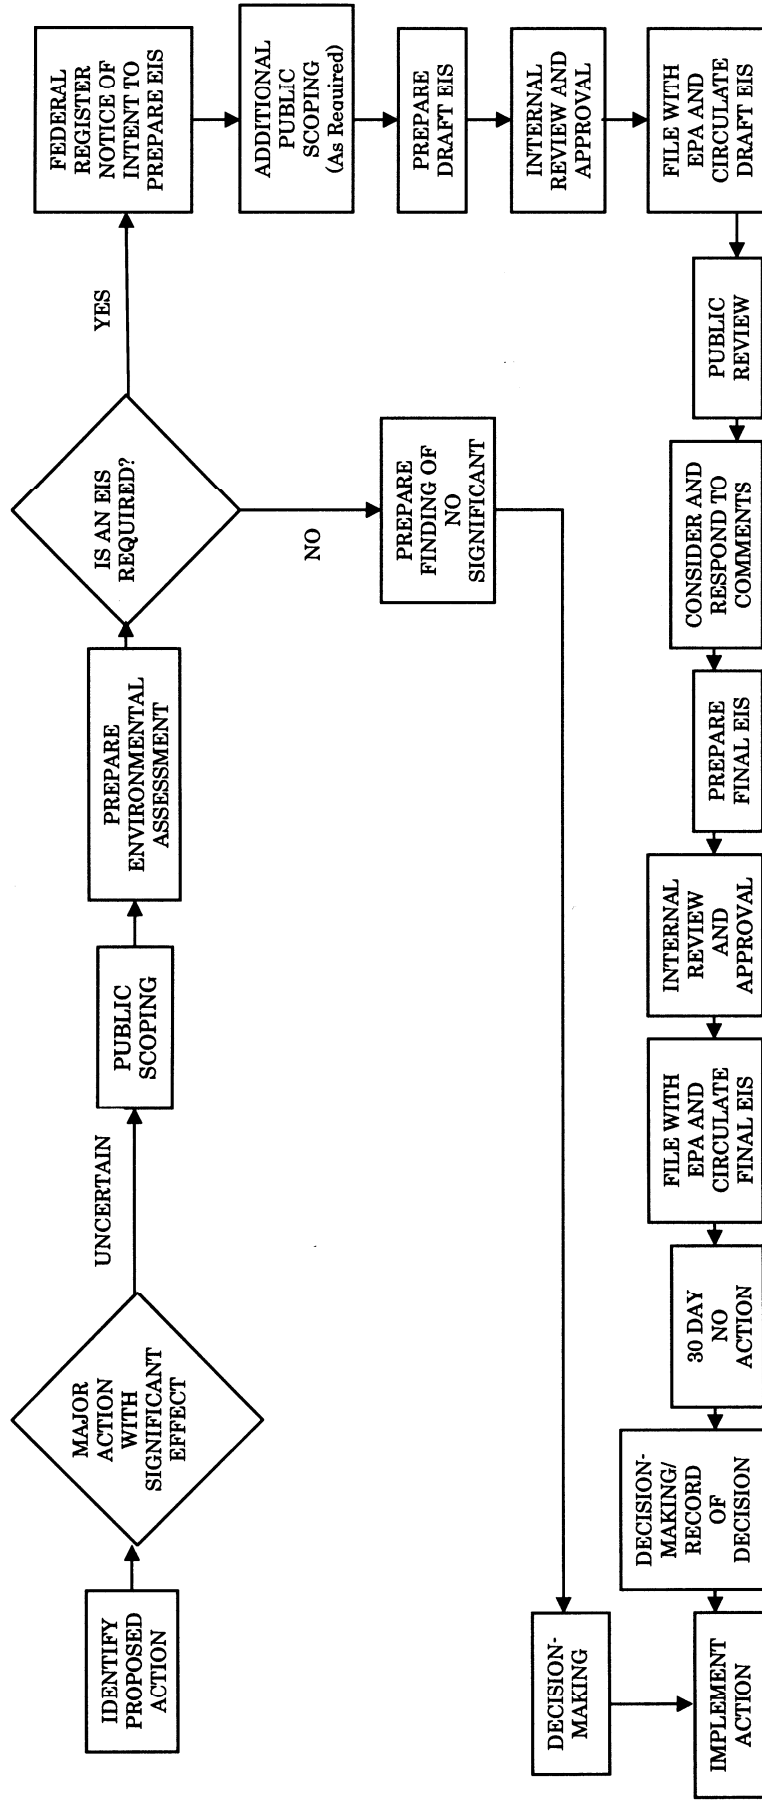 IDENTIFY
PROPOSED
ACTION
MAJOR
ACTION
WITH
SIGNIFICANT
EFFECT
UNCERTAIN
PUBLIC
SCOPING
PREPARE
ENVIRONMENTAL
ASSESSMENT
IS AN EIS
REQUIRED?
YES
NO
FEDERAL
REGISTER
NOTICE OF
INTENT TO
PREPARE EIS
ADDITIONAL
PUBLIC
SCOPING
(As Required)
PREPARE
DRAFT EIS
INTERNAL
REVIEW AND
APPROVAL
FILE WITH
EPA AND
CIRCULATE
DRAFT EIS
PREPARE
FINDING OF
NO
SIGNIFICANT
DECISION-
MAKING
PUBLIC
REVIEW
CONSIDER AND
RESPOND TO
COMMENTS
PREPARE
FINAL EIS
INTERNAL
REVIEW
AND
APPROVAL
FILE WITH
EPA AND
CIRCULATE
FINAL EIS
30 DAY
NO
ACTION
DECISION-
MAKING/
RECORD
OF
DECISION
IMPLEMENT
ACTION